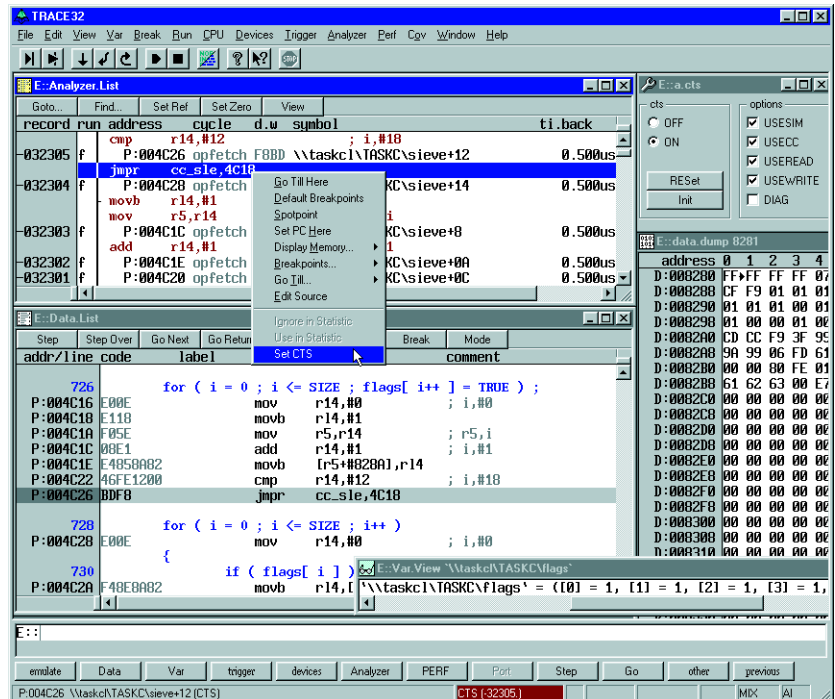 TRACE32
File Edit View Var Break Run CPU Devices Trigger Analyzer Perf Cov Window Help
E::Analyzer.List
Goto... Find... Set Ref Set Zero View
record run address cycle d.w symbol ti.back
cmp r14,#12 ; i,#18
-032305 f P:004C26 opfetch F8BD \\taskcl\TASKC\sieve+12 0.500us
jmpr cc_sle,4C18
-032304 f P:004C28 opfetch KC\sieve+14 0.500us
movb rl4,#1
mov r5,r14 i
-032303 f P:004C1C opfetch KC\sieve+8 0.500us
add r14,#1 1
-032302 f P:004C1E opfetch KC\sieve+0A 0.500us
-032301 f P:004C20 opfetch KC\sieve+0C 0.500us
Go Till Here
Default Breakpoints
Spotpoint
Set PC Here
Display Memory...
Breakpoints...
Go Till...
Edit Source
Ignore in Statistic
Use in Statistic
Set CTS
E::a.cts
cts
OFF
ON
RESet
Init
options
USESIM
USECC
USEREAD
USEWRITE
DIAG
E::data.dump 8281
address 0 1 2 3 4
D:008280 FF FF FF FF 07
D:008288 CF F9 01 01 01
D:008290 01 01 01 00 01
D:008298 01 00 00 01 00
D:0082A0 CD CC F9 3F 95
D:0082A8 9A 99 06 FD 61
D:0082B0 00 00 80 FE 01
D:0082B8 61 62 63 00 E7
D:0082C0 00 00 00 00 00
D:0082C8 00 00 00 00 00
D:0082D0 00 00 00 00 00
D:0082D8 00 00 00 00 00
D:0082E0 00 00 00 00 00
D:0082E8 00 00 00 00 00
D:0082F0 00 00 00 00 00
D:0082F8 00 00 00 00 00
D:008300 00 00 00 00 00
D:008308 00 00 00 00 00
D:008310 00 00 00 00 00
E::Data.List
Step Step Over Go Next Go Return Break Mode
addr/line code label comment
726 for ( i = 0 ; i <= SIZE ; flags[ i++ ] = TRUE ) ;
P:004C16 E00E mov r14,#0 ; i,#0
P:004C18 E118 movb rl4,#1
P:004C1A F05E mov r5,r14 ; r5,i
P:004C1C 08E1 add r14,#1 ; i,#1
P:004C1E E4858A82 movb [r5+#828A],rl4
P:004C22 46FE1200 cmp r14,#12 ; i,#18
P:004C26 BDF8 jmpr cc_sle,4C18
728 for ( i = 0 ; i <= SIZE ; i++ )
P:004C28 E00E mov r14,#0 ; i,#0
{
730 if ( flags[ i ] )
P:004C2A F48E8A82 movb rl4,[
E::Var.View `\\taskcl\TASKC\flags`
`\\taskcl\TASKC\flags` = ([0] = 1, [1] = 1, [2] = 1, [3] = 1,
E::
emulate Data Var trigger devices Analyzer PERF Port Step Go other previous
P:004C26 \\taskcl\TASKC\sieve+12 (CTS) CTS (-32305.) MIX AI